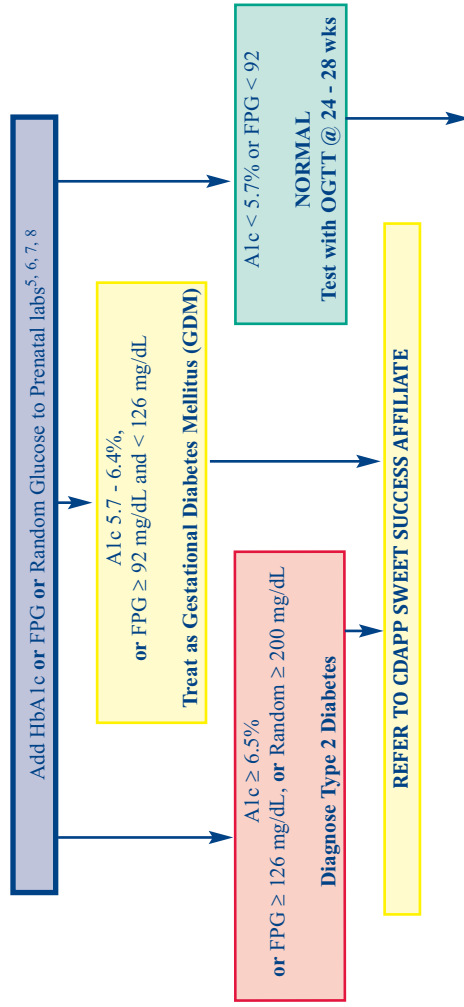 Add HbA1c or FPG or Random Glucose to Prenatal labs5, 6, 7, 8
A1c 5.7 - 6.4%,
or FPG ≥ 92 mg/dL and < 126 mg/dL
Treat as Gestational Diabetes Mellitus (GDM)
A1c ≥ 6.5%
or FPG ≥ 126 mg/dL, or Random ≥ 200 mg/dL
Diagnose Type 2 Diabetes
A1c < 5.7% or FPG < 92
NORMAL
Test with OGTT @ 24 - 28 wks
REFER TO CDAPP SWEET SUCCESS AFFILIATE